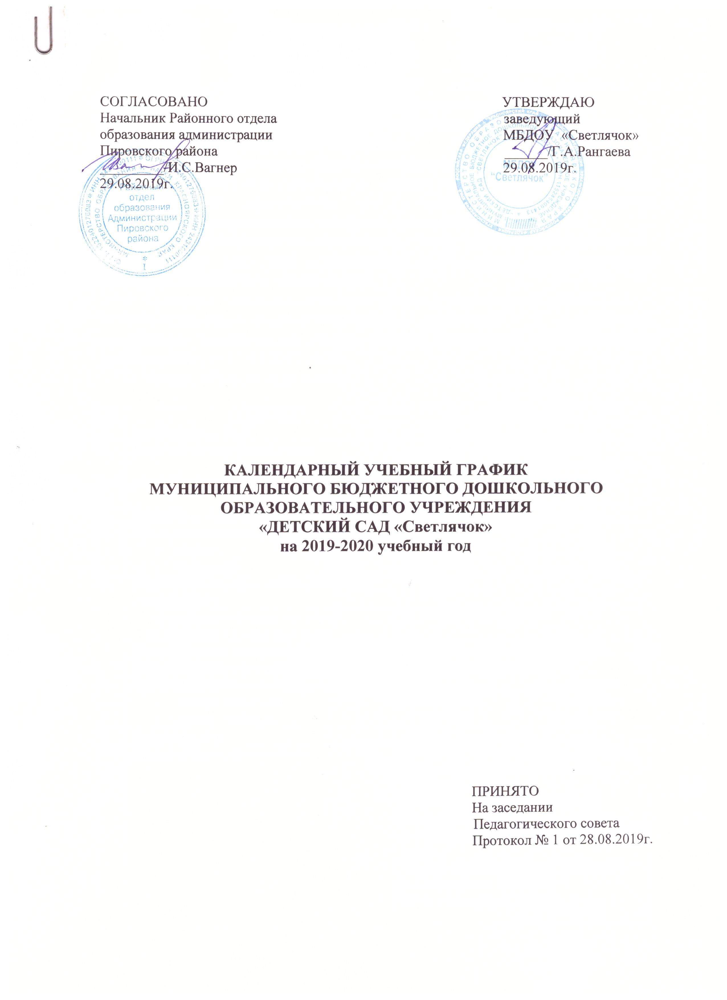 СОГЛАСОВАНО
Начальник Районного отдела
образования администрации
Пировского района
/И.С.Вагнер
29.08.2019г.
Районный
отдел
образования
Администрации
Пировского
района
1
УТВЕРЖДАЮ
заведующий
МБДОУ «Светлячок»
/Г.А.Рангаева
29.08.2019г.
МБДОУ
"Светлячок"
КАЛЕНДАРНЫЙ УЧЕБНЫЙ ГРАФИК
МУНИЦИПАЛЬНОГО БЮДЖЕТНОГО ДОШКОЛЬНОГО
ОБРАЗОВАТЕЛЬНОГО УЧРЕЖДЕНИЯ
«ДЕТСКИЙ САД «Светлячок»
на 2019-2020 учебный год
ПРИНЯТО
На заседании
Педагогического совета
Протокол № 1 от 28.08.2019г.